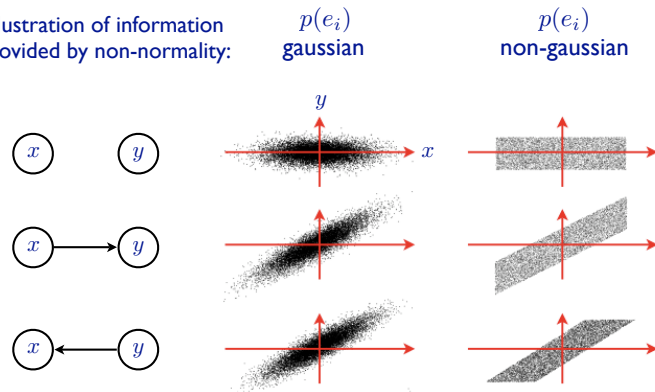 ustration of information
ovided by non-normality:
p(e_i)
gaussian
p(e_i)
non-gaussian
y
x
x y
x y
x y